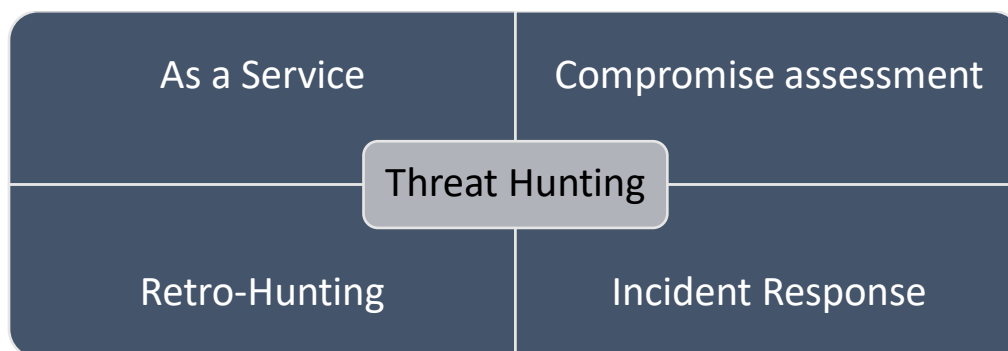 As a Service
Compromise assessment
Threat Hunting
Retro-Hunting
Incident Response